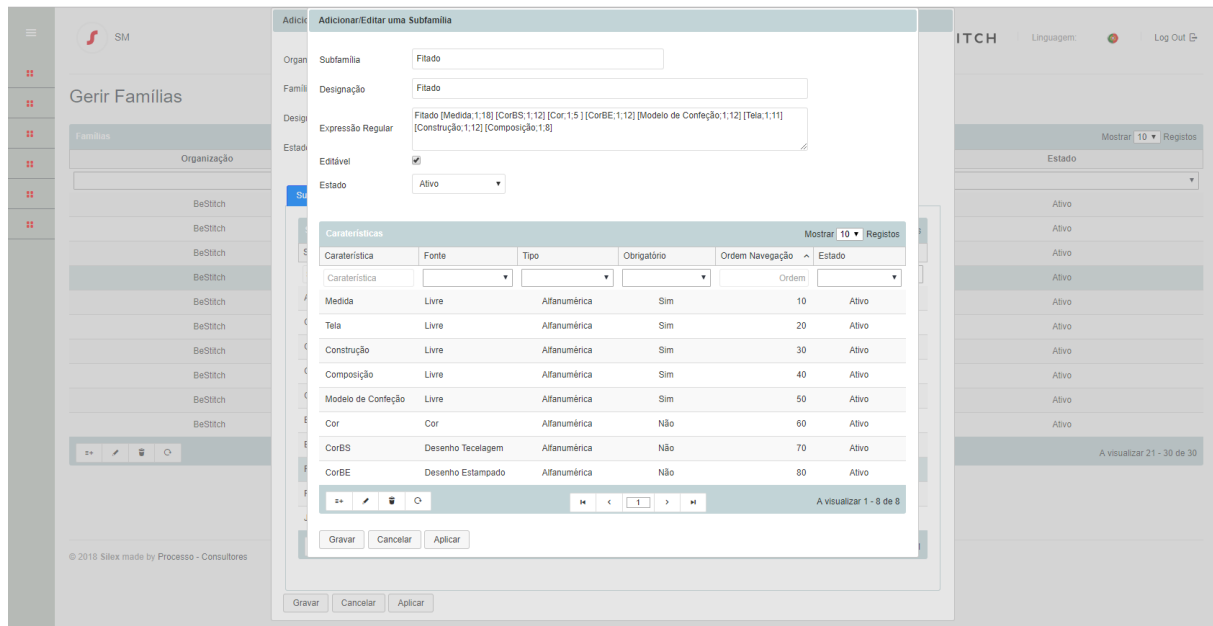 SM
ITCH
Linguagem:
Log Out
Gerir Famílias
Famílias
Mostrar 10 Registos
Organização
Estado
BeStitch Ativo
BeStitch Ativo
BeStitch Ativo
BeStitch Ativo
BeStitch Ativo
BeStitch Ativo
BeStitch Ativo
BeStitch Ativo
BeStitch Ativo
BeStitch Ativo
A visualizar 21 - 30 de 30
© 2018 Silex made by Processo - Consultores
Adici
Organ
Famíli
Desig
Estad
Su
Adicionar/Editar uma Subfamília
Subfamília Fitado
Designação Fitado
Expressão Regular
Fitado [Medida;1;18] [CorBS;1;12] [Cor;1;5 ] [CorBE;1;12] [Modelo de Confeção;1;12] [Tela;1;11]
[Construção;1;12] [Composição;1;8]
Editável
Estado Ativo
Caraterísticas Mostrar 10 Registos
Caraterística Fonte Tipo Obrigatório Ordem Navegação Estado
Caraterística Ordem
Medida Livre Alfanumérica Sim 10 Ativo
Tela Livre Alfanumérica Sim 20 Ativo
Construção Livre Alfanumérica Sim 30 Ativo
Composição Livre Alfanumérica Sim 40 Ativo
Modelo de Confeção Livre Alfanumérica Sim 50 Ativo
Cor Cor Alfanumérica Não 60 Ativo
CorBS Desenho Tecelagem Alfanumérica Não 70 Ativo
CorBE Desenho Estampado Alfanumérica Não 80 Ativo
1 A visualizar 1 - 8 de 8
Gravar Cancelar Aplicar
Gravar Cancelar Aplicar